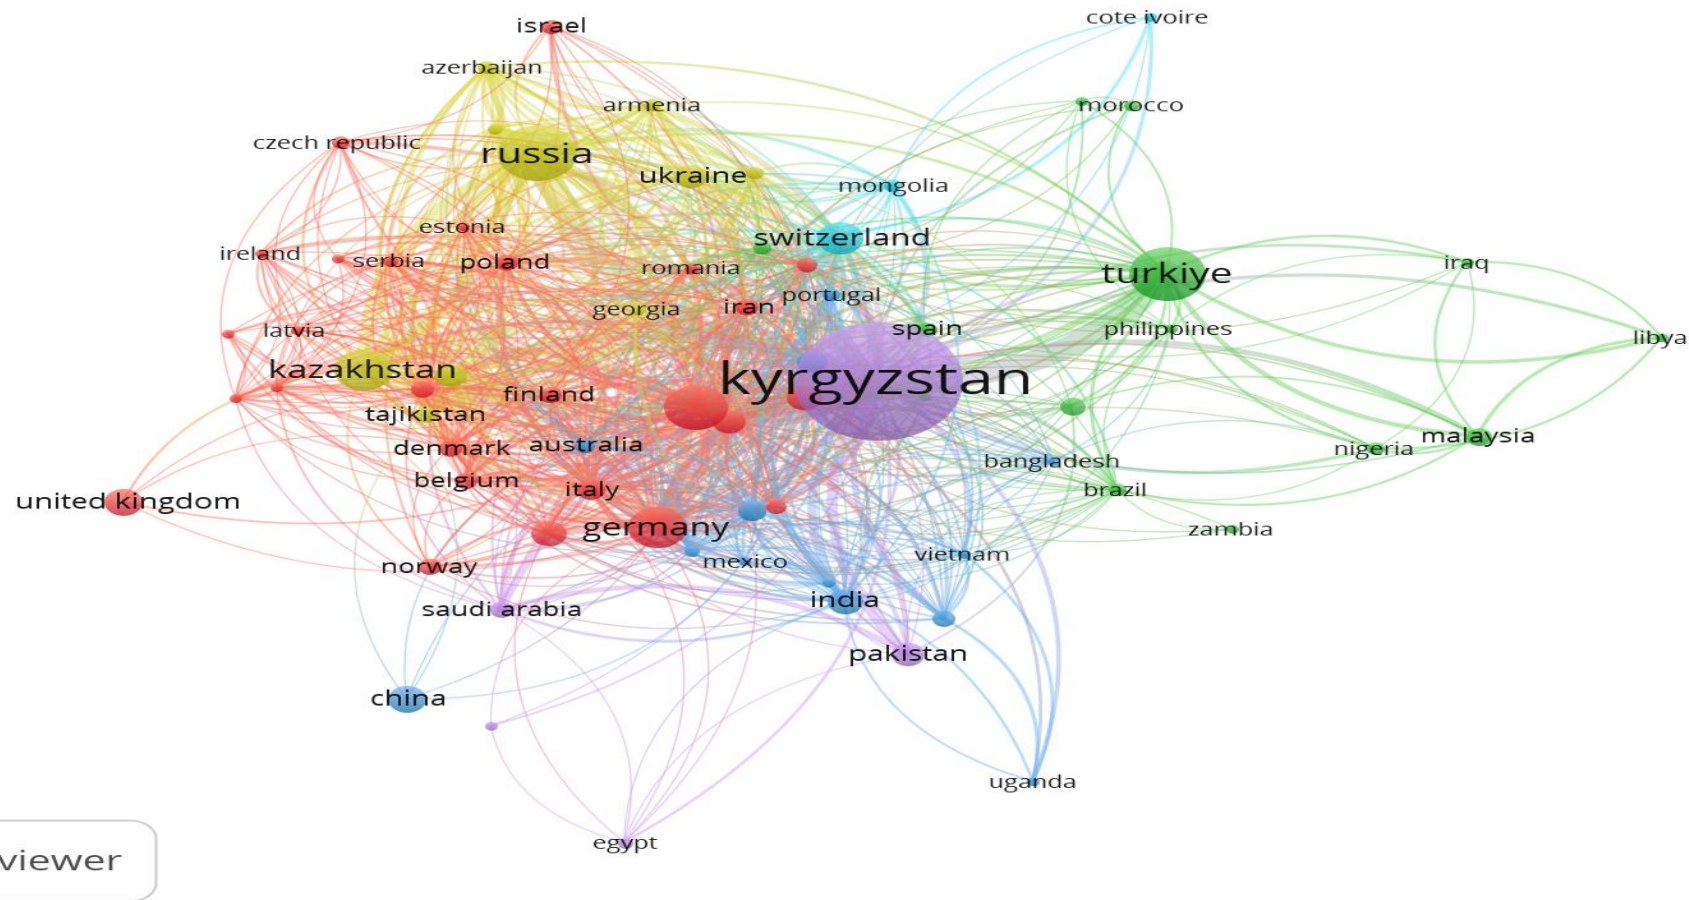 cote ivoire
israel
azerbaijan
armenia
morocco
czech republic
russia
ukraine
mongolia
estonia
switzerland
ireland
serbia
poland
romania
iraq
turkiye
portugal
georgia
iran
latvia
spain
philippines
libya
kazakhstan
kyrgyzstan
finland
tajikistan
denmark
australia
malaysia
nigeria
bangladesh
belgium
italy
brazil
united kingdom
germany
zambia
norway
mexico
vietnam
saudi arabia
india
pakistan
china
uganda
egypt
viewer